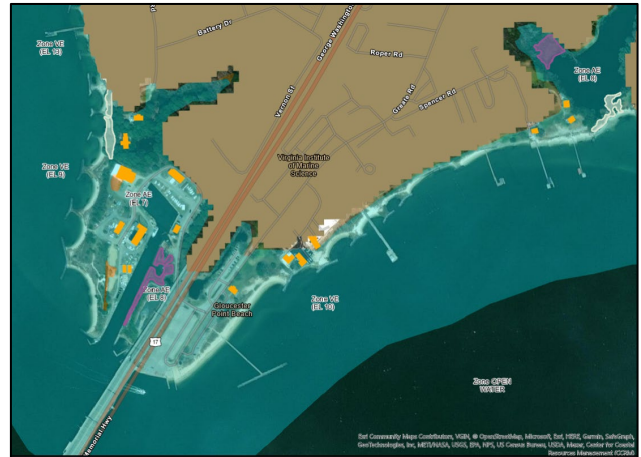 Zone VE
(EL 13)
Battery Dr
George Washington
Roper Rd
Zone AE
(EL 8)
Vernon St
Greate Rd
Spencer Rd
Virginia Institute
of Marine
Science
Zone VE
(EL 9)
Zone AE
(EL 7)
Zone AE
(EL 8)
Gloucester
Point Beach
Zone VE
(EL 10)
17
Memorial Hwy
Zone OPEN
WATER
Esri Community Maps Contributors, VGIN, © OpenStreetMap, Microsoft, Esri, HERE, Garmin, SafeGraph,
GeoTechnologies, Inc, METI/NASA, USGS, EPA, NPS, US Census Bureau, USDA, Maxar, Center for Coastal
Resources Management (CCRM)